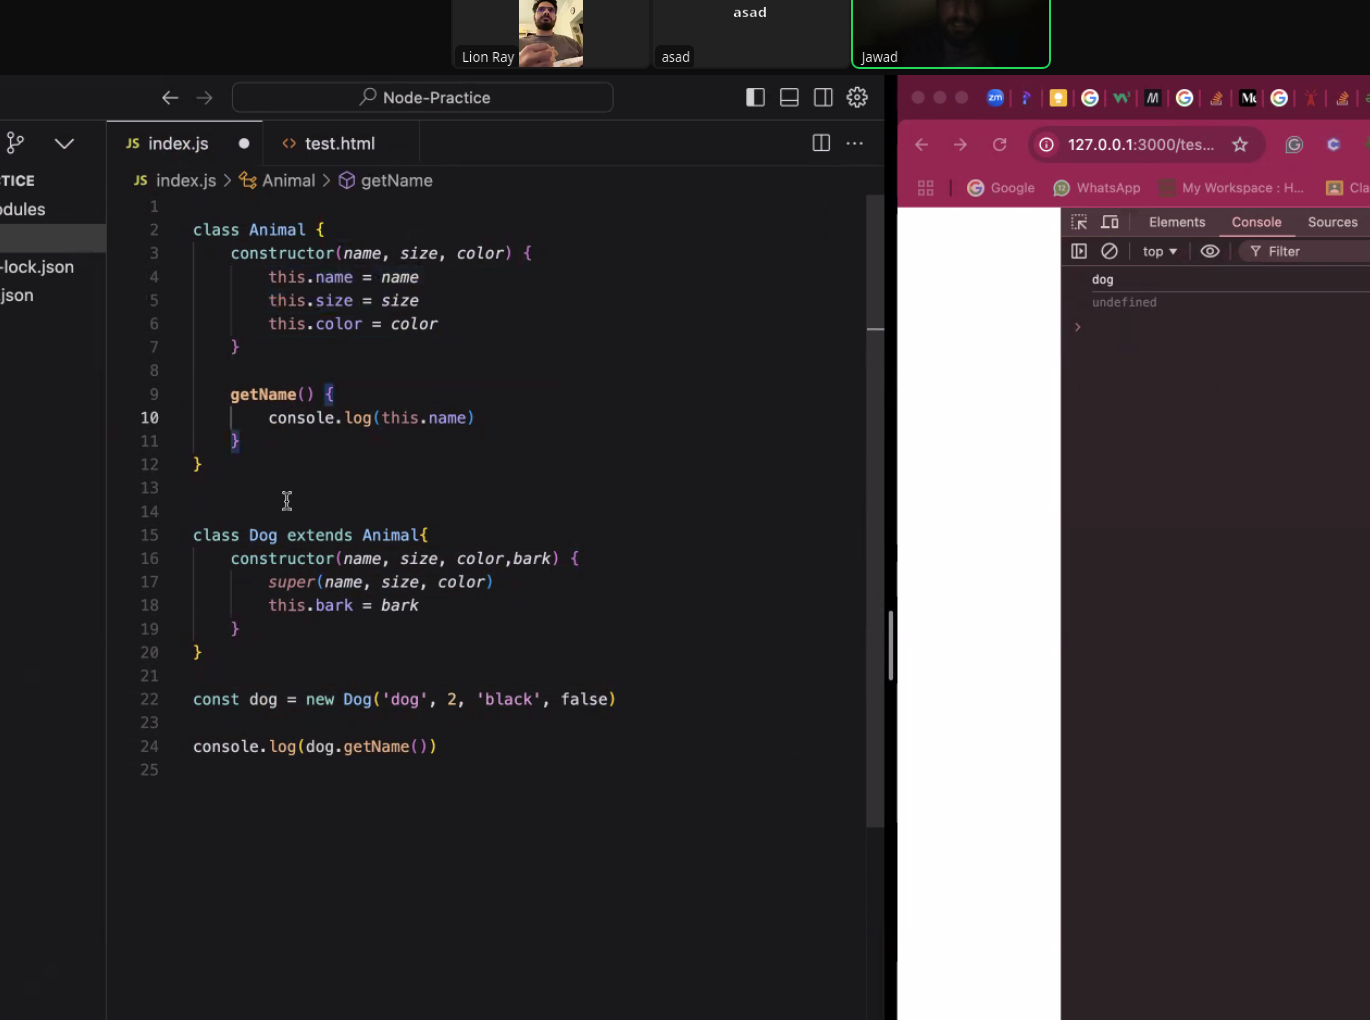 asad
Lion Ray
asad
Jawad
Node-Practice
JS index.js
<> test.html
TICE
JS index.js > Animal > getName
odules
-lock.json
json
1
2 class Animal {
3 constructor(name, size, color) {
4 this.name = name
5 this.size = size
6 this.color = color
7 }
8
9 getName() {
10 console.log(this.name)
11 }
12 }
13
14
15 class Dog extends Animal{
16 constructor(name, size, color,bark) {
17 super(name, size, color)
18 this.bark = bark
19 }
20 }
21
22 const dog = new Dog('dog', 2, 'black', false)
23
24 console.log(dog.getName())
25
zm
127.0.0.1:3000/tes...
Google
WhatsApp
My Workspace : H...
Cla
Elements
Console
Sources
top
Filter
dog
undefined
>